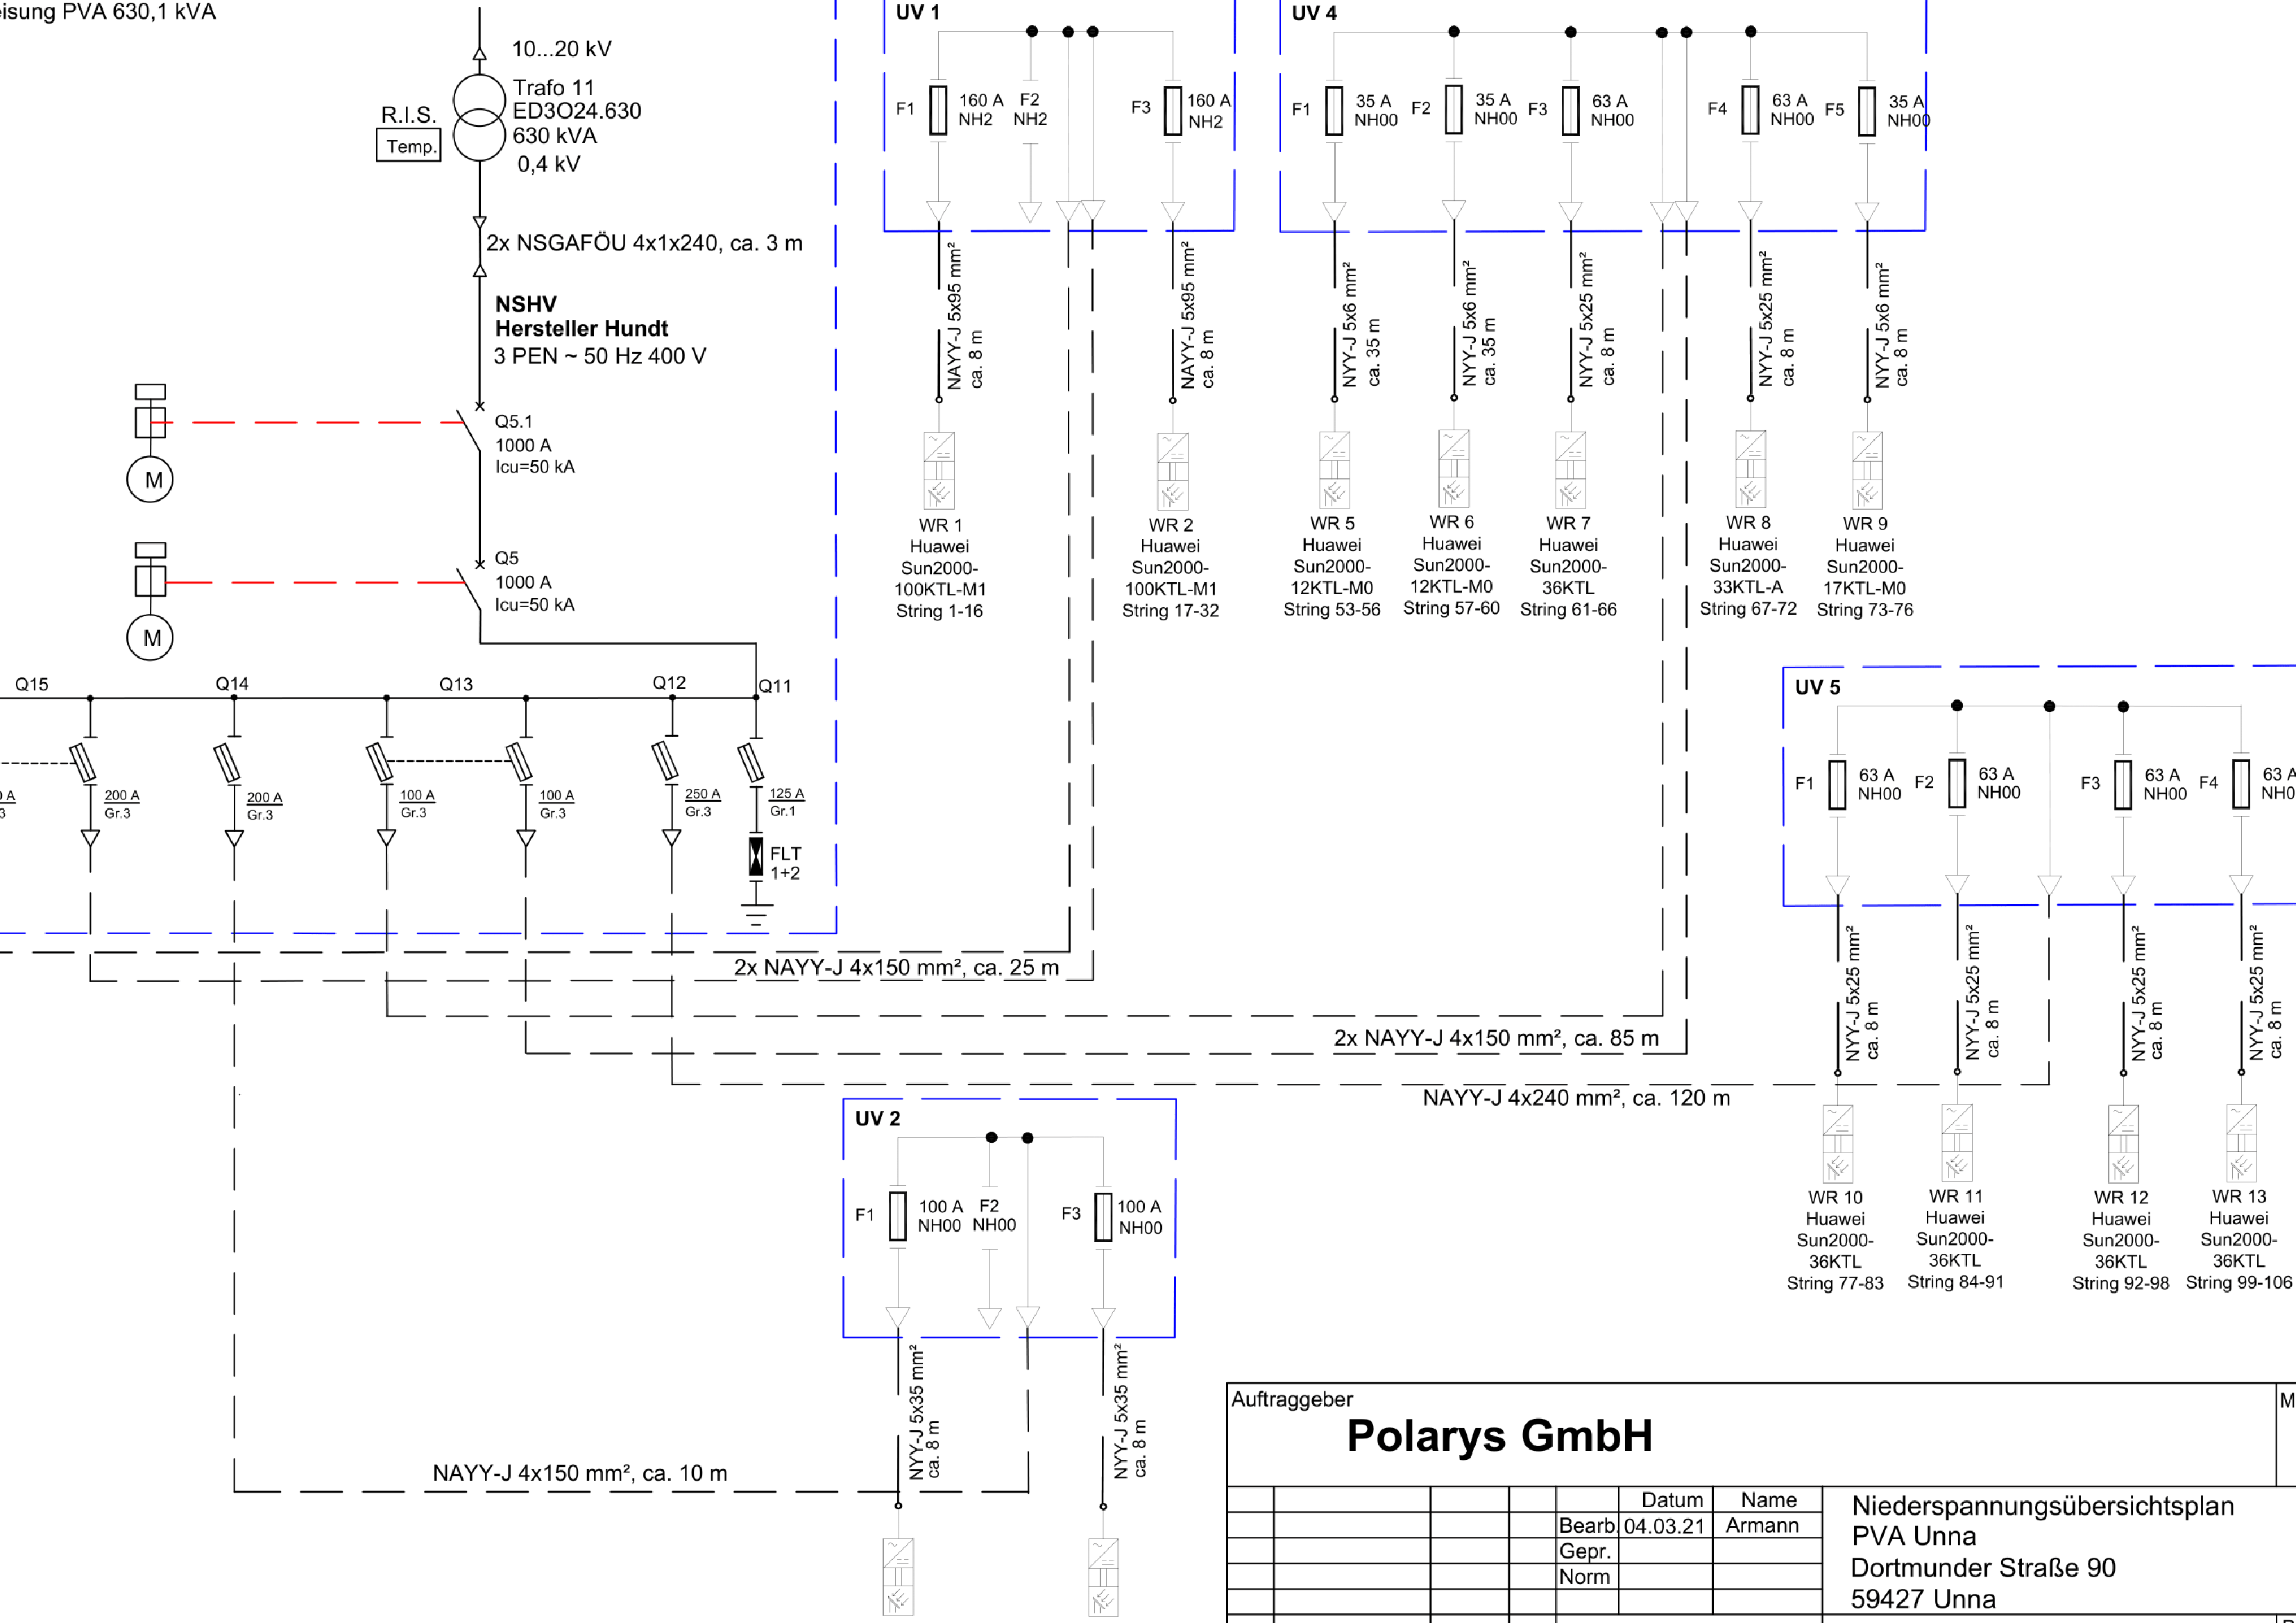 isung PVA 630,1 kVA
10...20 kV
Trafo 11
ED3O24.630
630 kVA
0,4 kV
R.I.S.
Temp.
2x NSGAFÖU 4x1x240, ca. 3 m
NSHV
Hersteller Hundt
3 PEN ~ 50 Hz 400 V
Q5.1
1000 A
Icu=50 kA
M
Q5
1000 A
Icu=50 kA
M
Q15
Q14
Q13
Q12
Q11
A
3
200 A
Gr.3
200 A
Gr.3
100 A
Gr.3
100 A
Gr.3
250 A
Gr.3
125 A
Gr.1
FLT
1+2
UV 1
F1
160 A
NH2
F2
NH2
F3
160 A
NH2
NAYY-J 5x95 mm²
ca. 8 m
NAYY-J 5x95 mm²
ca. 8 m
WR 1
Huawei
Sun2000-
100KTL-M1
String 1-16
WR 2
Huawei
Sun2000-
100KTL-M1
String 17-32
UV 4
F1
35 A
NH00
F2
35 A
NH00
F3
63 A
NH00
F4
63 A
NH00
F5
35 A
NH00
NYY-J 5x6 mm²
ca. 35 m
NYY-J 5x6 mm²
ca. 35 m
NYY-J 5x25 mm²
ca. 8 m
NYY-J 5x25 mm²
ca. 8 m
NYY-J 5x6 mm²
ca. 8 m
WR 5
Huawei
Sun2000-
12KTL-M0
String 53-56
WR 6
Huawei
Sun2000-
12KTL-M0
String 57-60
WR 7
Huawei
Sun2000-
36KTL
String 61-66
WR 8
Huawei
Sun2000-
33KTL-A
String 67-72
WR 9
Huawei
Sun2000-
17KTL-M0
String 73-76
UV 5
F1
63 A
NH00
F2
63 A
NH00
F3
63 A
NH00
F4
63 A
NH0
NYY-J 5x25 mm²
ca. 8 m
NYY-J 5x25 mm²
ca. 8 m
NYY-J 5x25 mm²
ca. 8 m
NYY-J 5x25 mm²
ca. 8 m
WR 10
Huawei
Sun2000-
36KTL
String 77-83
WR 11
Huawei
Sun2000-
36KTL
String 84-91
WR 12
Huawei
Sun2000-
36KTL
String 92-98
WR 13
Huawei
Sun2000-
36KTL
String 99-106
2x NAYY-J 4x150 mm², ca. 25 m
2x NAYY-J 4x150 mm², ca. 85 m
NAYY-J 4x240 mm², ca. 120 m
UV 2
F1
100 A
NH00
F2
NH00
F3
100 A
NH00
NYY-J 5x35 mm²
ca. 8 m
NYY-J 5x35 mm²
ca. 8 m
NAYY-J 4x150 mm², ca. 10 m
Auftraggeber
M
Polarys GmbH
Datum
Name
Bearb.
04.03.21
Armann
Gepr.
Norm
Niederspannungsübersichtsplan
PVA Unna
Dortmunder Straße 90
59427 Unna